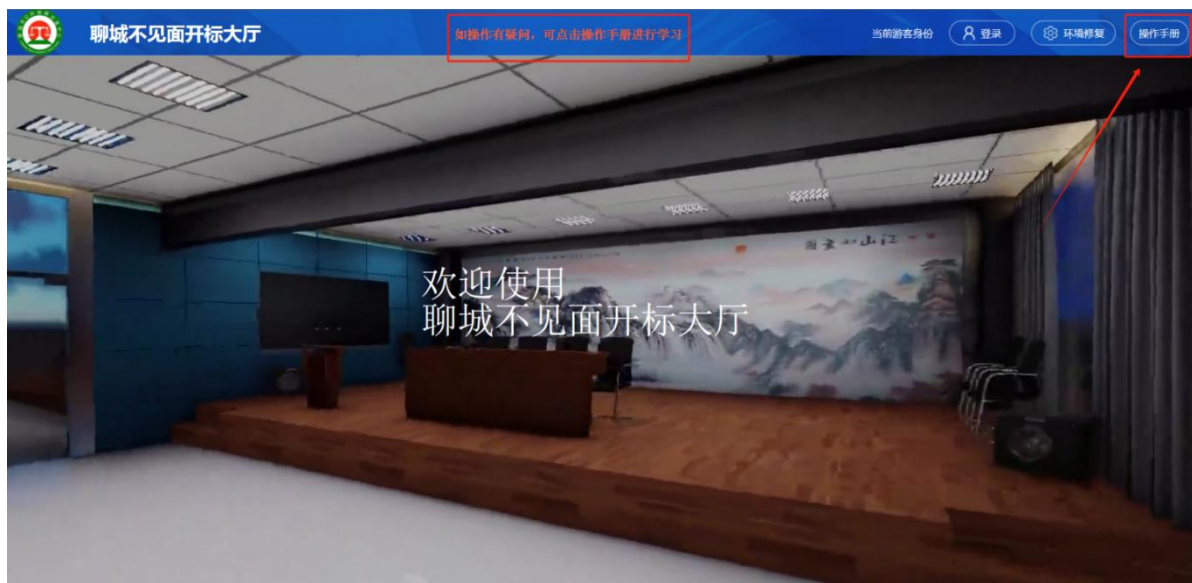 聊城不见面开标大厅
如操作有疑问，可点击操作手册进行学习
当前游客身份
登录
环境修复
操作手册
欢迎使用
聊城不见面开标大厅